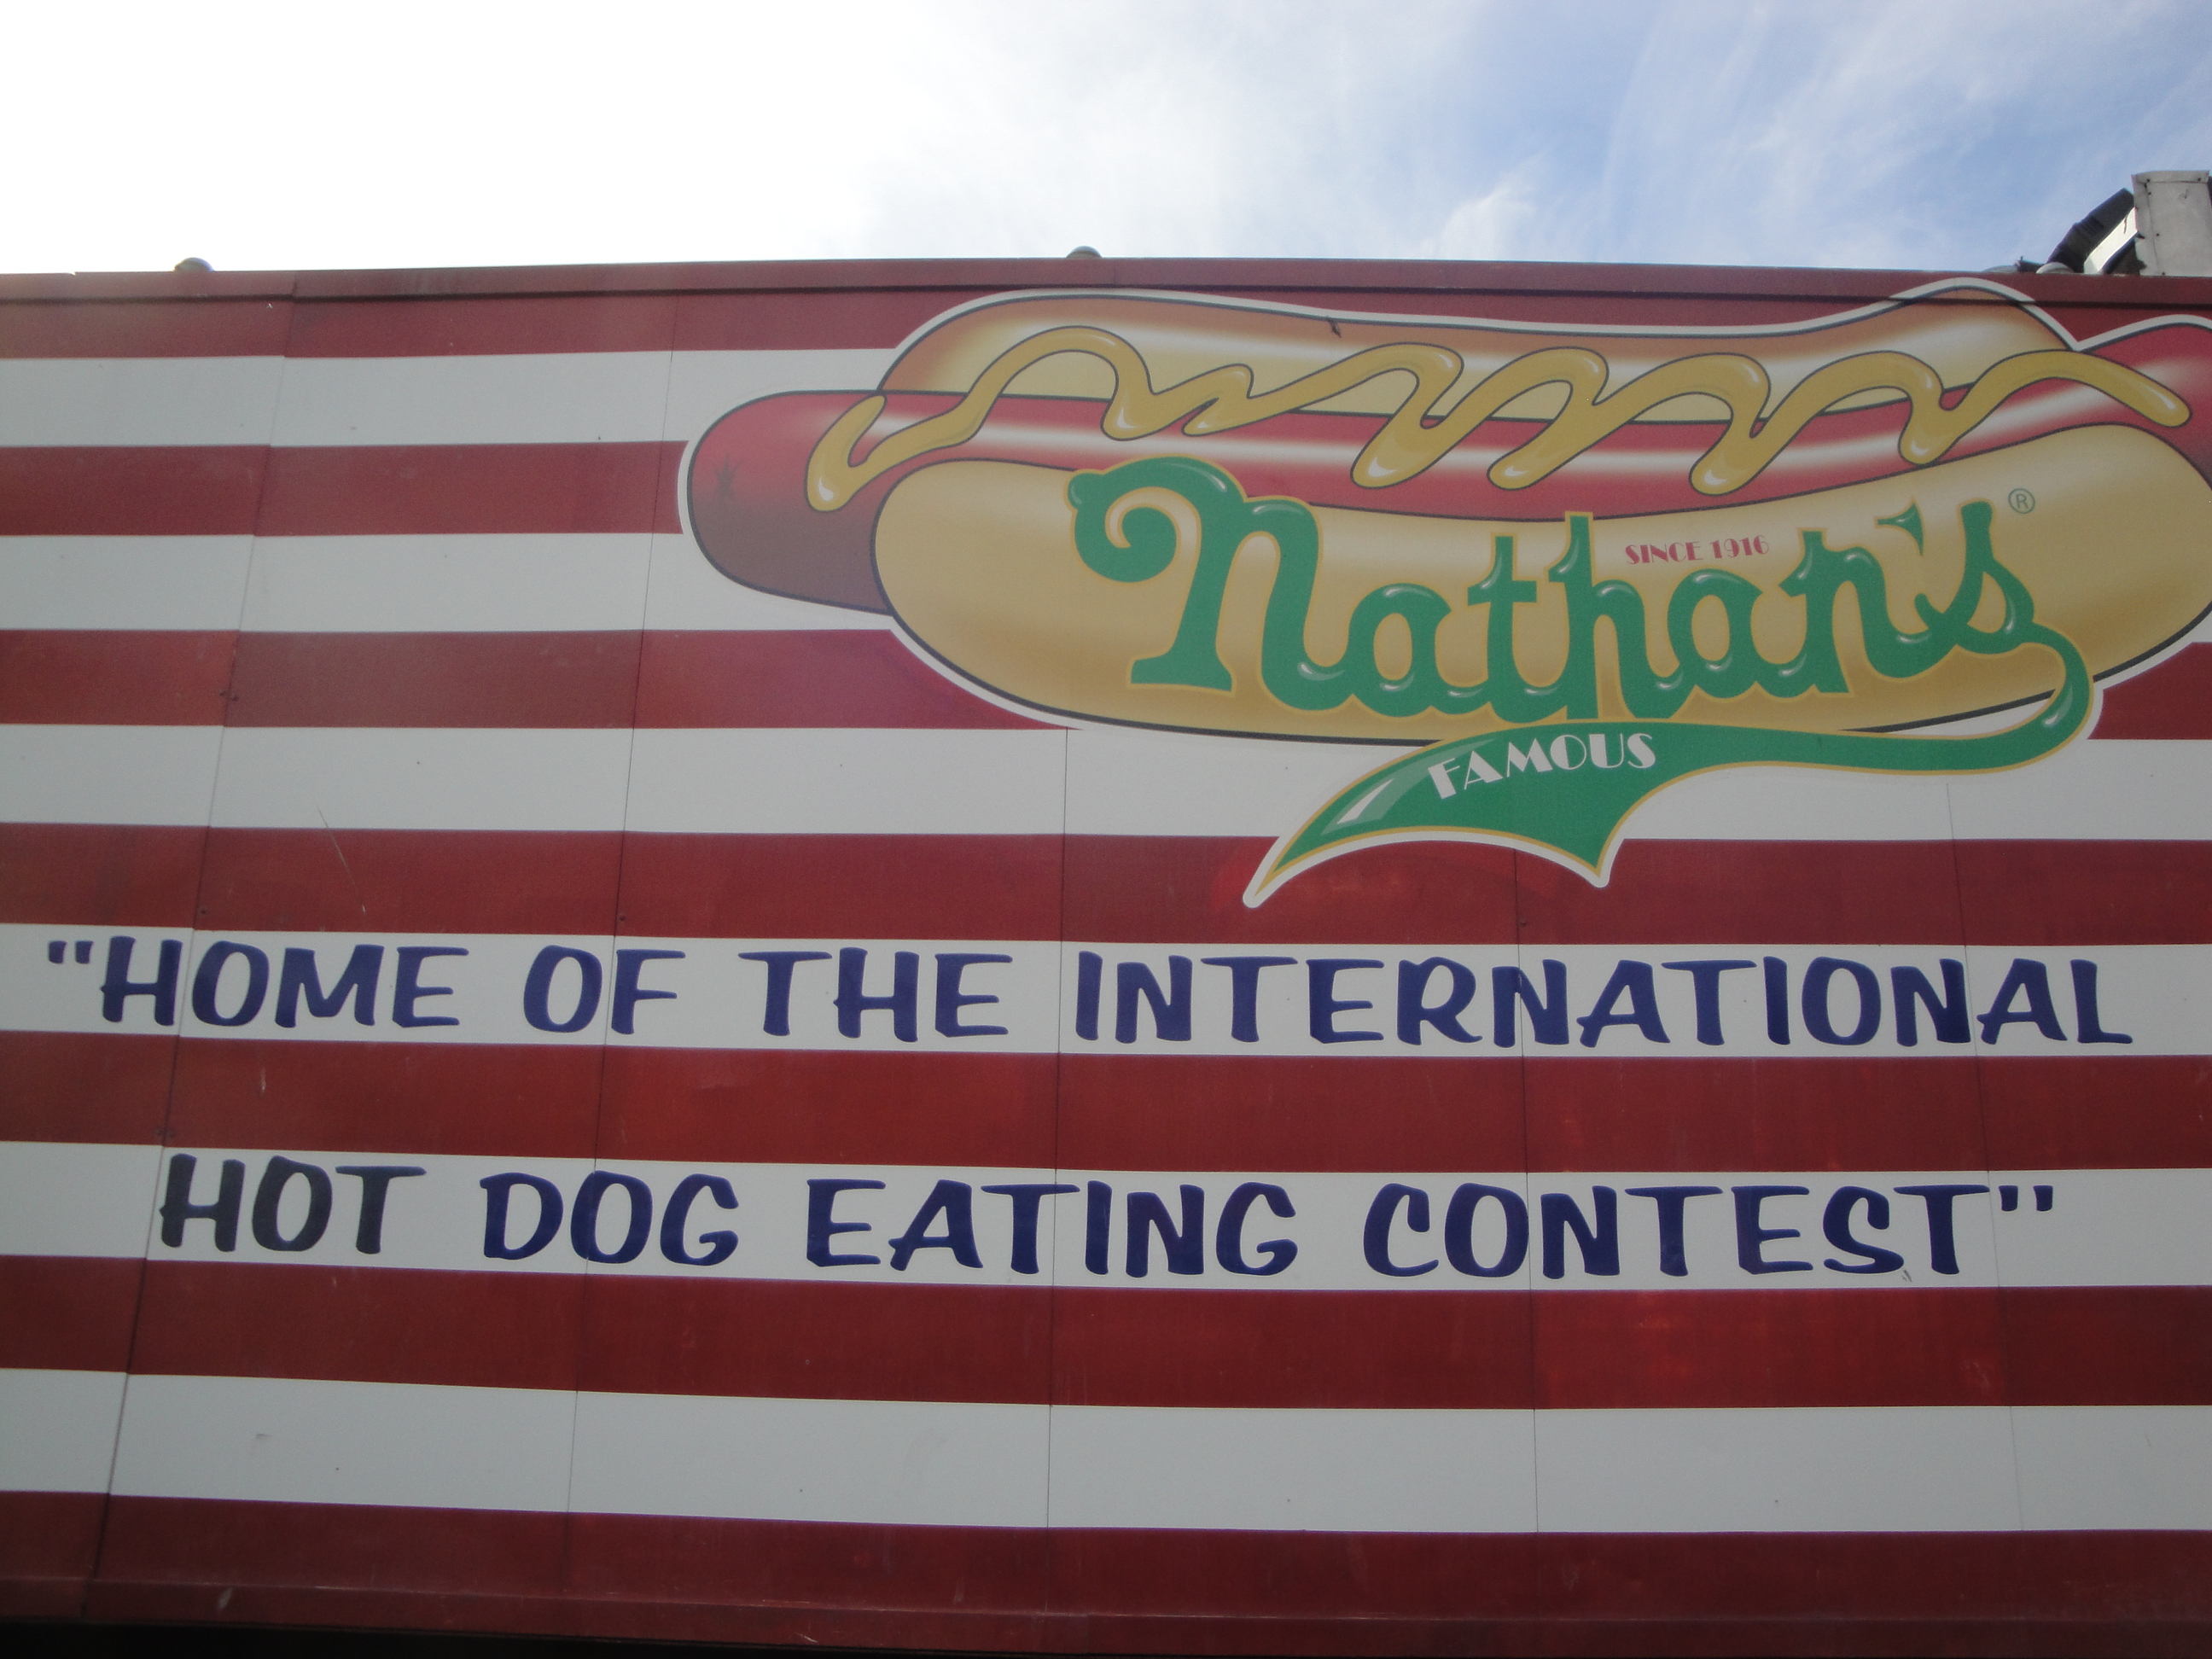 Nathan's ®
SINCE 1916
FAMOUS
"HOME OF THE INTERNATIONAL
HOT DOG EATING CONTEST"